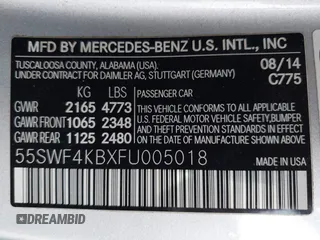 MFD BY MERCEDES-BENZ U.S. INTL., INC
TUSCALOOSA COUNTY, ALABAMA (USA) 08/14
UNDER CONTRACT FOR DAIMLER AG, STUTTGART (GERMANY) C775
KG LBS PASSENGER CAR
GVWR 2165 4773 THIS VEHICLE CONFORMS TO ALL APPLICABLE
GAWR FRONT 1065 2348 U.S. FEDERAL MOTOR VEHICLE SAFETY, BUMPER,
GAWR REAR 1125 2480 AND THEFT PREVENTION STANDARDS IN EFFECT ON THE DATE OF MANUFACTURE SHOWN ABOVE.
55SWF4KBXFU005018
DREAMBID